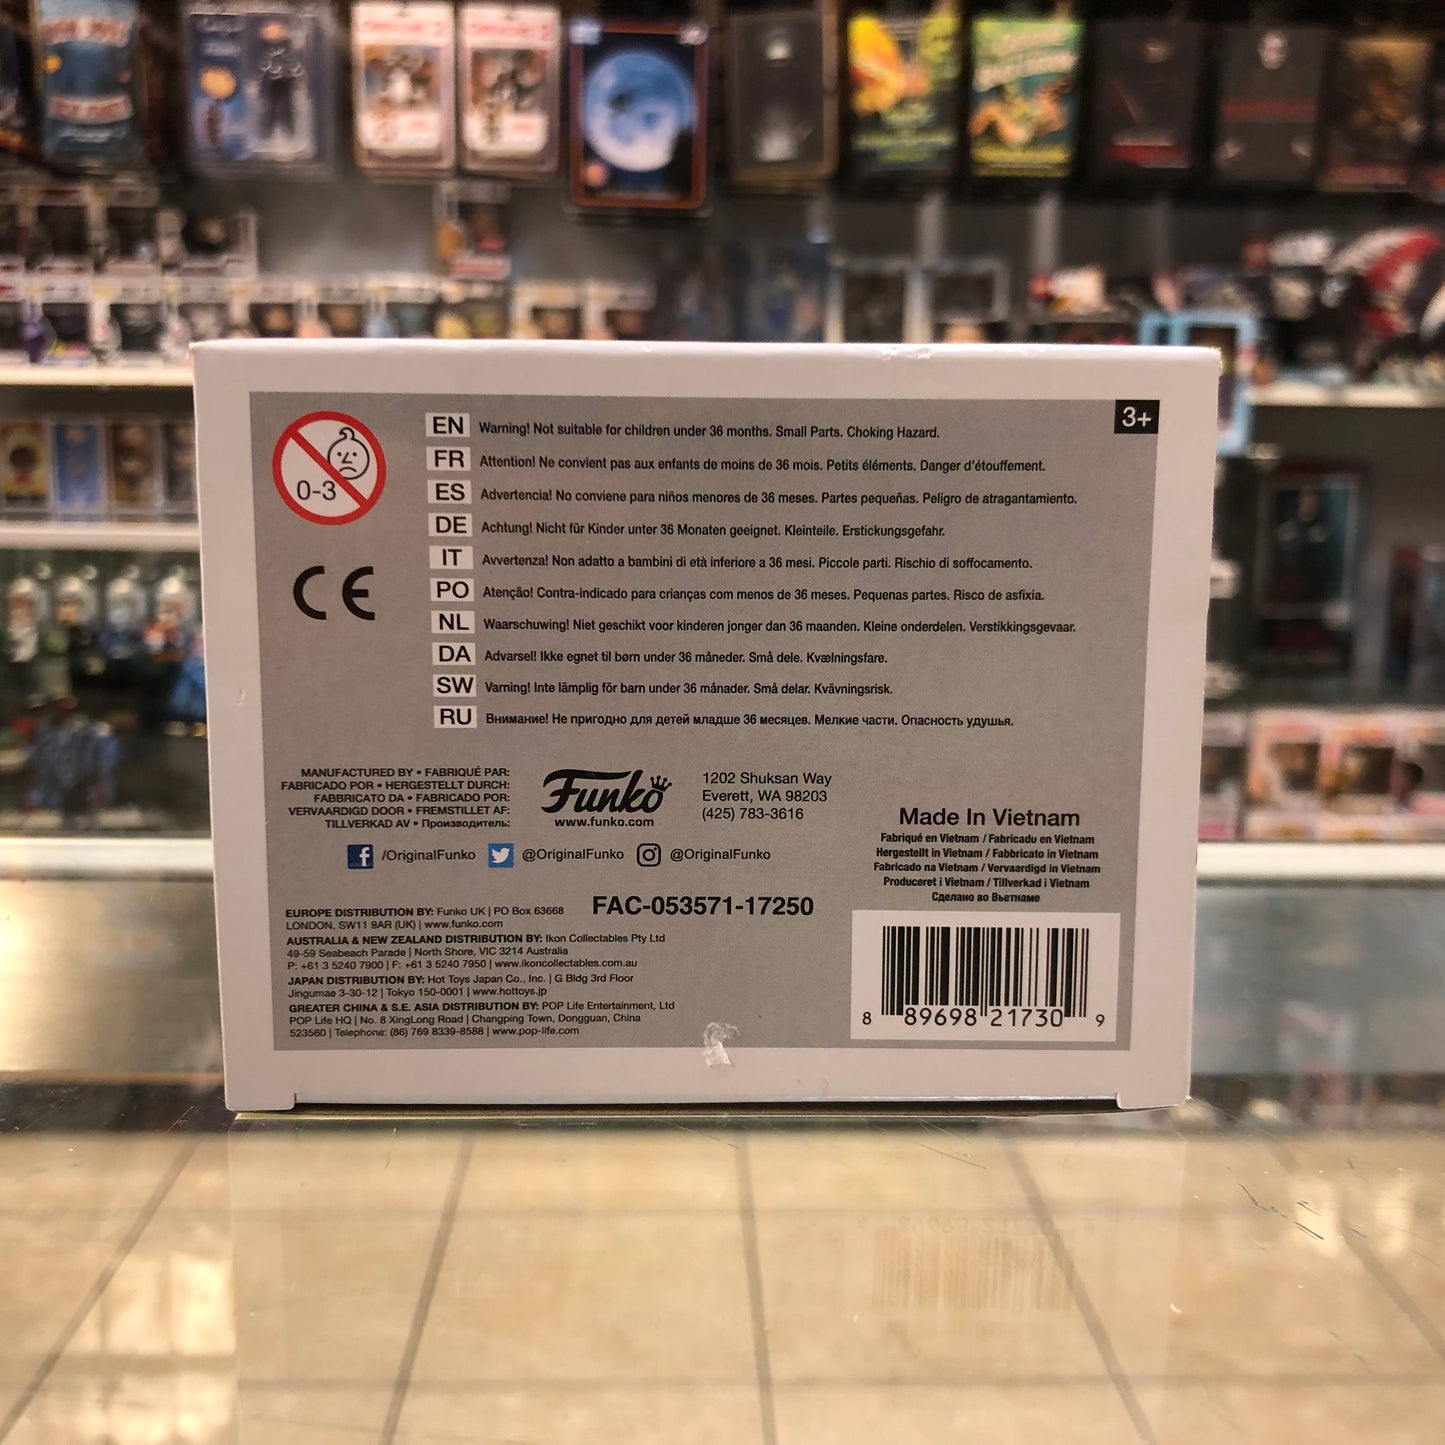 3+
0-3
CE
EN Warning! Not suitable for children under 36 months. Small Parts. Choking Hazard.
FR Attention! Ne convient pas aux enfants de moins de 36 mois. Petits éléments. Danger d'étouffement.
ES Advertencia! No conviene para niños menores de 36 meses. Partes pequeñas. Peligro de atragantamiento.
DE Achtung! Nicht für Kinder unter 36 Monaten geeignet. Kleinteile. Erstickungsgefahr.
IT Avvertenza! Non adatto a bambini di età inferiore a 36 mesi. Piccole parti. Rischio di soffocamento.
PO Atenção! Contra-indicado para crianças com menos de 36 meses. Pequenas partes. Risco de asfixia.
NL Waarschuwing! Niet geschikt voor kinderen jonger dan 36 maanden. Kleine onderdelen. Verstikkingsgevaar.
DA Advarsel! Ikke egnet til børn under 36 måneder. Små dele. Kvælningsfare.
SW Varning! Inte lämplig för barn under 36 månader. Små delar. Kvävningsrisk.
RU Внимание! Не пригодно для детей младше 36 месяцев. Мелкие части. Опасность удушья.
MANUFACTURED BY • FABRIQUÉ PAR:
FABRICADO POR • HERGESTELLT DURCH:
FABBRICATO DA • FABRICADO POR:
VERVAARDIGD DOOR • FREMSTILLET AF:
TILLVERKAD AV • Производитель:
Funko
www.funko.com
1202 Shuksan Way
Everett, WA 98203
(425) 783-3616
/OriginalFunko @OriginalFunko @OriginalFunko
Made In Vietnam
Fabriqué en Vietnam / Fabricadu en Vietnam
Hergestellt in Vietnam / Fabbricato in Vietnam
Fabricado na Vietnam / Vervaardigd in Vietnam
Produceret i Vietnam / Tillverkad i Vietnam
Сделано во Вьетнаме
FAC-053571-17250
EUROPE DISTRIBUTION BY: Funko UK | PO Box 63668
LONDON, SW11 9AR (UK) | www.funko.com
AUSTRALIA & NEW ZEALAND DISTRIBUTION BY: Ikon Collectables Pty Ltd
49-59 Seabeach Parade | North Shore, VIC 3214 Australia
P: +61 3 5240 7900 | F: +61 3 5240 7950 | www.ikoncollectables.com.au
JAPAN DISTRIBUTION BY: Hot Toys Japan Co., Inc. | G Bldg 3rd Floor
Jingumae 3-30-12 | Tokyo 150-0001 | www.hottoys.jp
GREATER CHINA & S.E. ASIA DISTRIBUTION BY: POP Life Entertainment, Ltd
POP Life HQ | No. 8 XingLong Road | Changping Town, Dongguan, China
523560 | Telephone: (86) 769 8339-8588 | www.pop-life.com
8 89698 21730 9